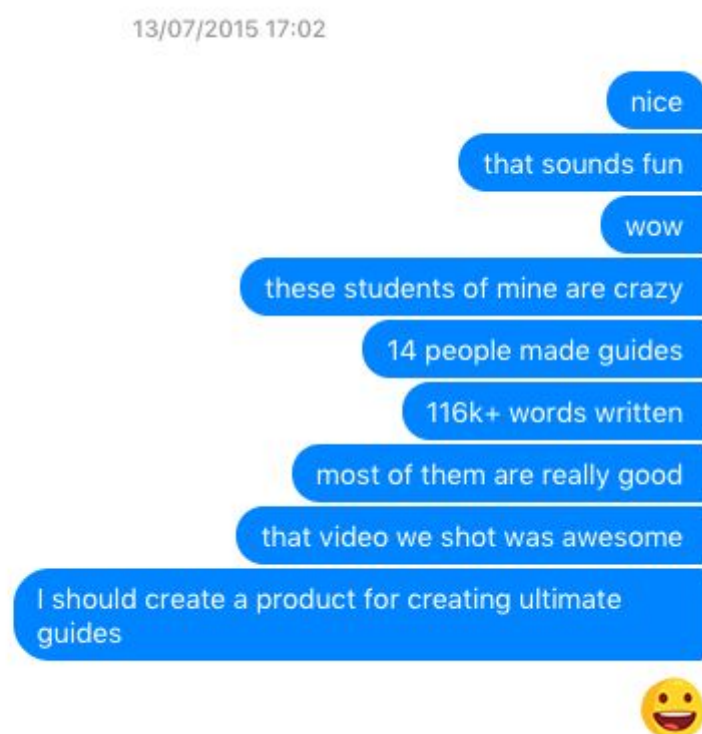 13/07/2015 17:02
nice
that sounds fun
wow
these students of mine are crazy
14 people made guides
116k+ words written
most of them are really good
that video we shot was awesome
I should create a product for creating ultimate
guides